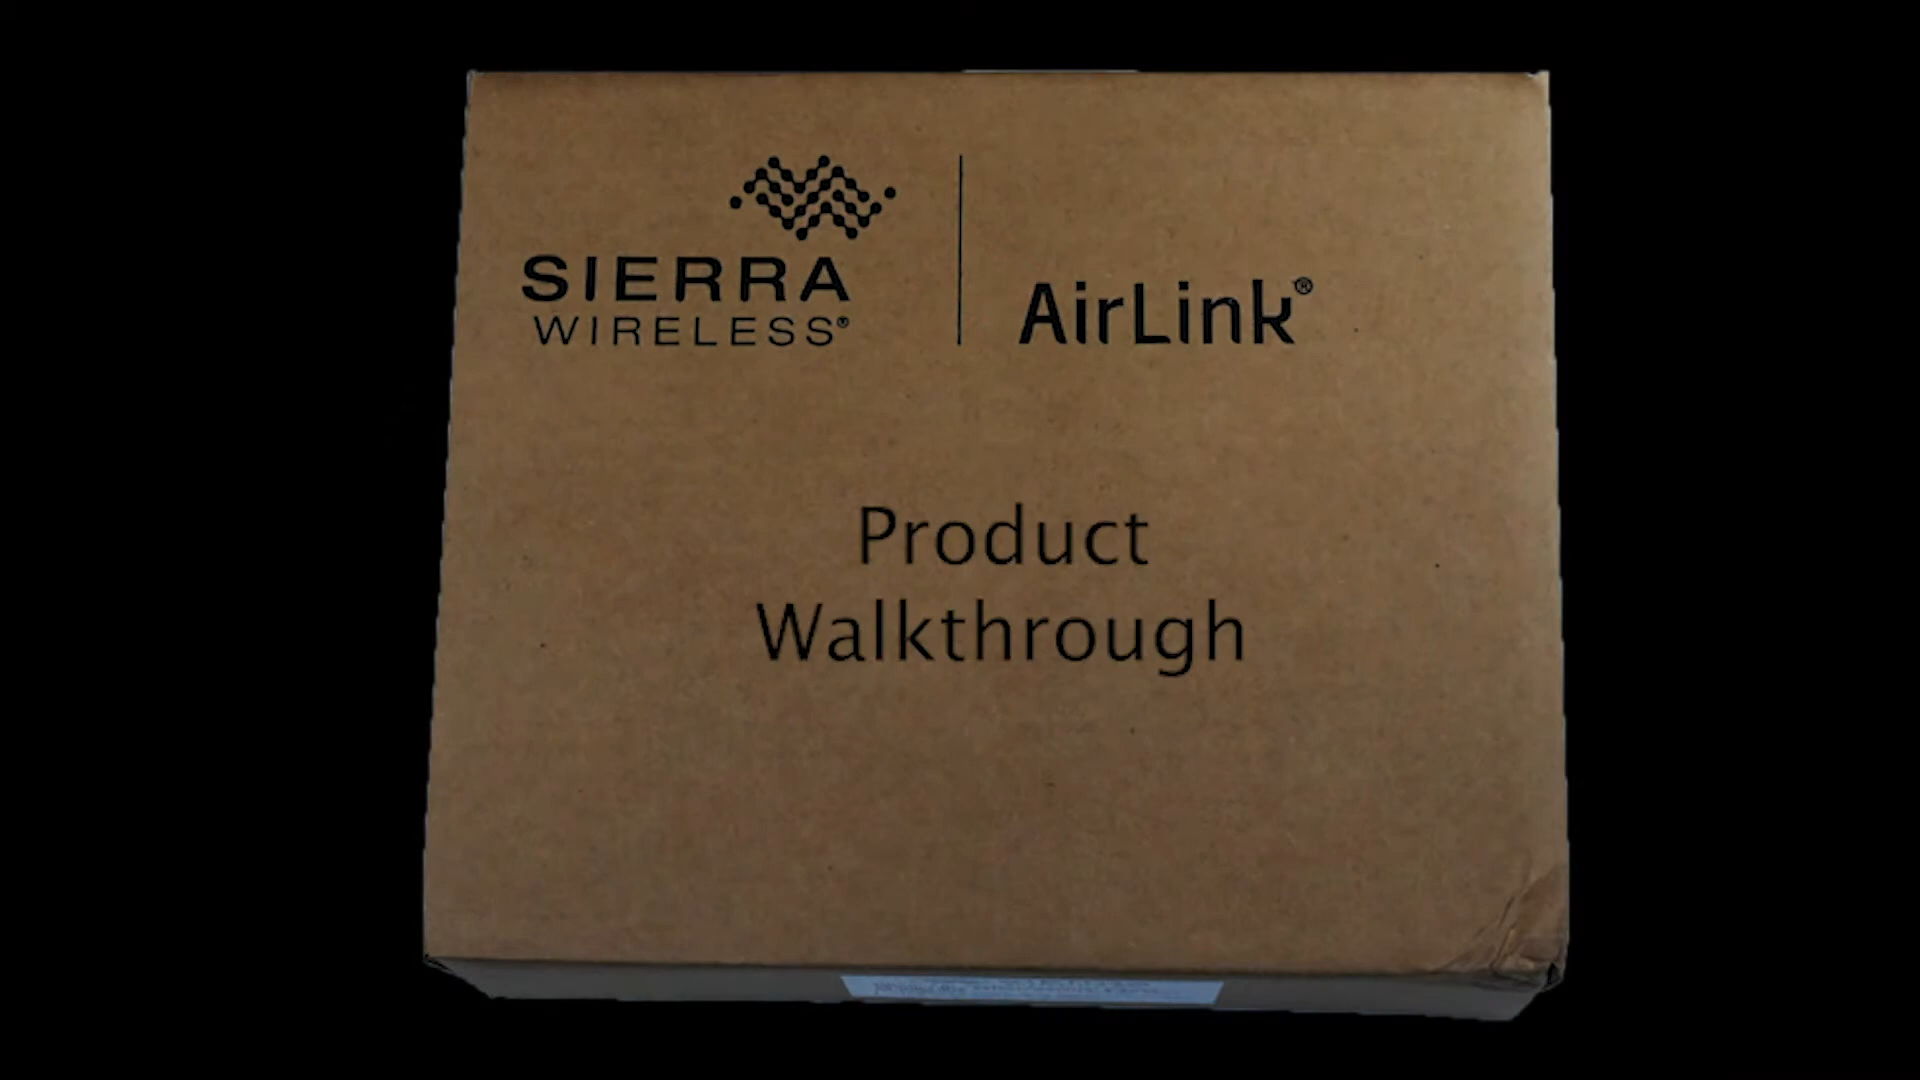 SIERRA
WIRELESS®
AirLink®
Product
Walkthrough